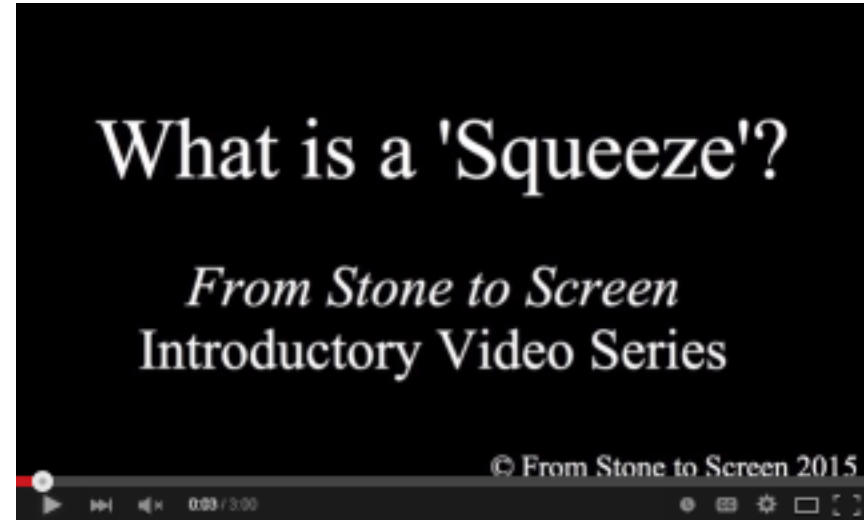 What is a 'Squeeze'?
From Stone to Screen
Introductory Video Series
© From Stone to Screen 2015
0:03 / 3:00